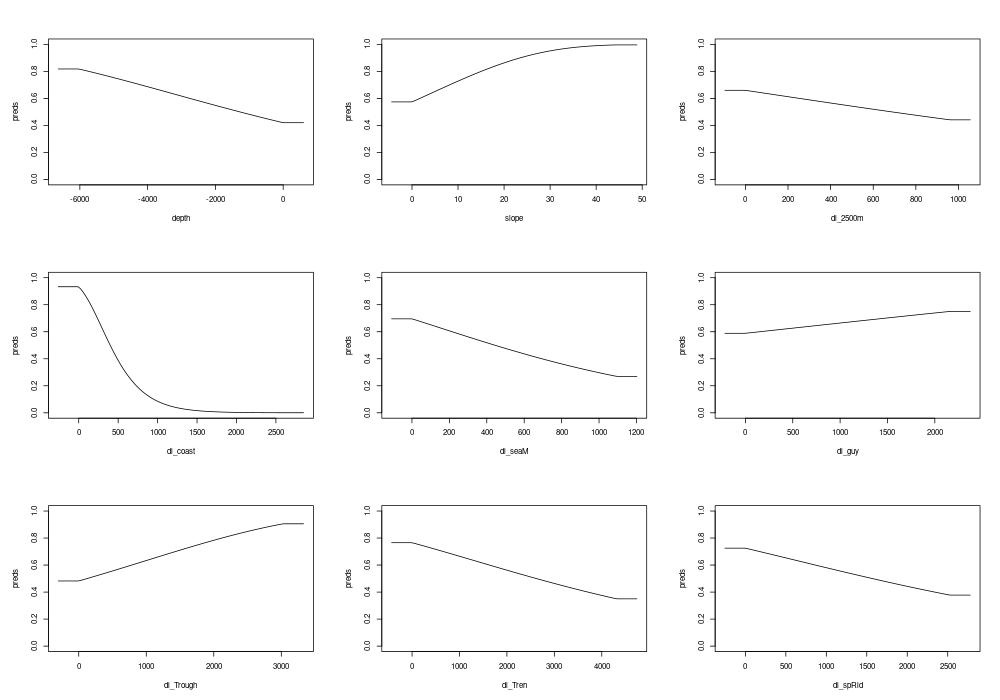 preds
0.0 0.2 0.4 0.6 0.8 1.0
-6000 -4000 -2000 0
depth
preds
0.0 0.2 0.4 0.6 0.8 1.0
0 10 20 30 40 50
slope
preds
0.0 0.2 0.4 0.6 0.8 1.0
0 200 400 600 800 1000
di_2500m
preds
0.0 0.2 0.4 0.6 0.8 1.0
0 500 1000 1500 2000 2500
di_coast
preds
0.0 0.2 0.4 0.6 0.8 1.0
0 200 400 600 800 1000 1200
di_seaM
preds
0.0 0.2 0.4 0.6 0.8 1.0
0 500 1000 1500 2000
di_guy
preds
0.0 0.2 0.4 0.6 0.8 1.0
0 1000 2000 3000
di_Trough
preds
0.0 0.2 0.4 0.6 0.8 1.0
0 1000 2000 3000 4000
di_Tren
preds
0.0 0.2 0.4 0.6 0.8 1.0
0 500 1000 1500 2000 2500
di_spRid